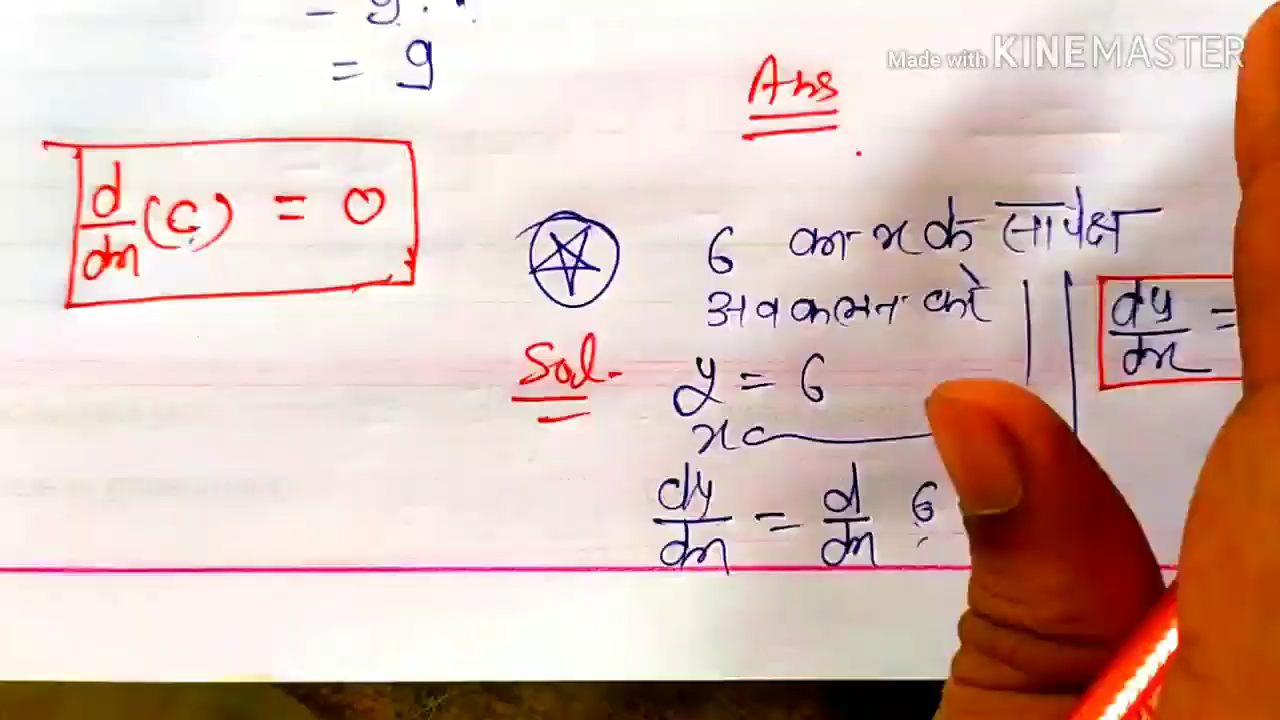 = 9
Made with KINEMASTER
Ans
d/dx (c) = 0
6 का x के सापेक्ष
अवकलन करें
dy/dx =
Sol.
y = 6
x
dy/dx = d/dx 6